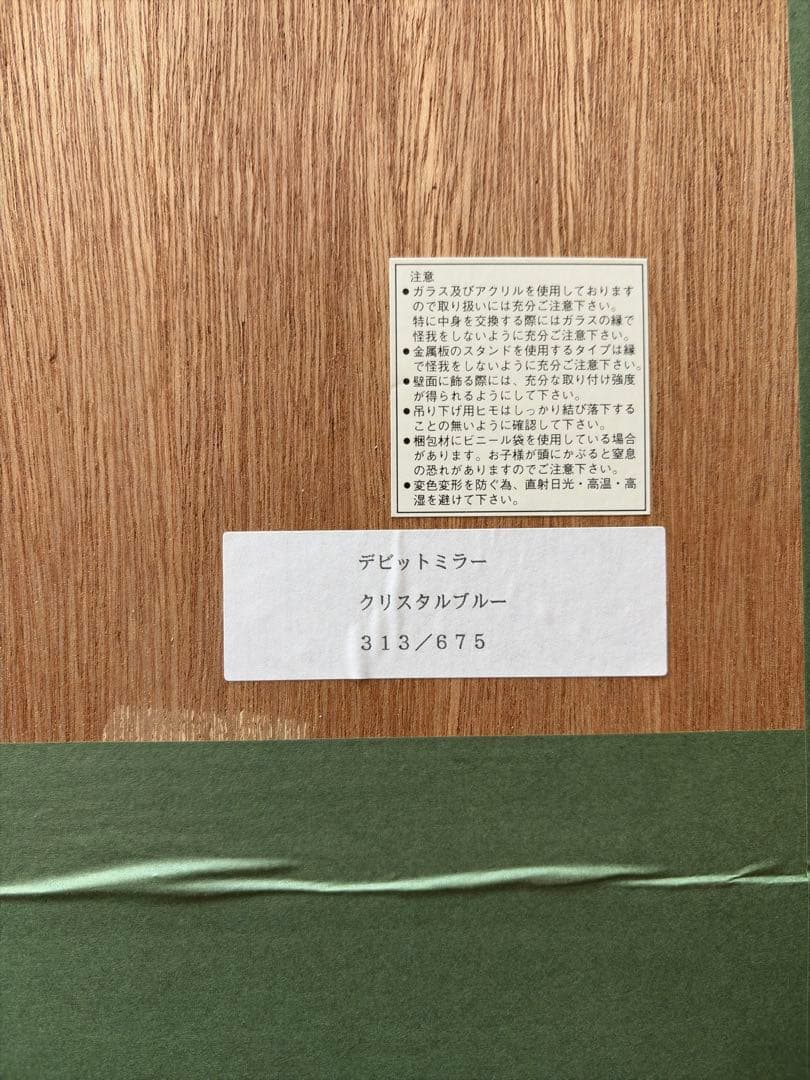 注意
●ガラス及びアクリルを使用しております
ので取り扱いには充分ご注意下さい。
特に中身を交換する際にはガラスの縁で
怪我をしないように充分ご注意下さい。
●金属板のスタンドを使用するタイプは縁
で怪我をしないように充分ご注意下さい。
●壁面に飾る際には、充分な取り付け強度
が得られるようにして下さい。
●吊り下げ用ヒモはしっかり結び落下する
ことの無いように確認して下さい。
●梱包材にビニール袋を使用している場合
があります。お子様が頭にかぶると窒息
の恐れがありますのでご注意下さい。
●変色変形を防ぐ為、直射日光・高温・高
湿を避けて下さい。
デビットミラー
クリスタルブルー
313／675